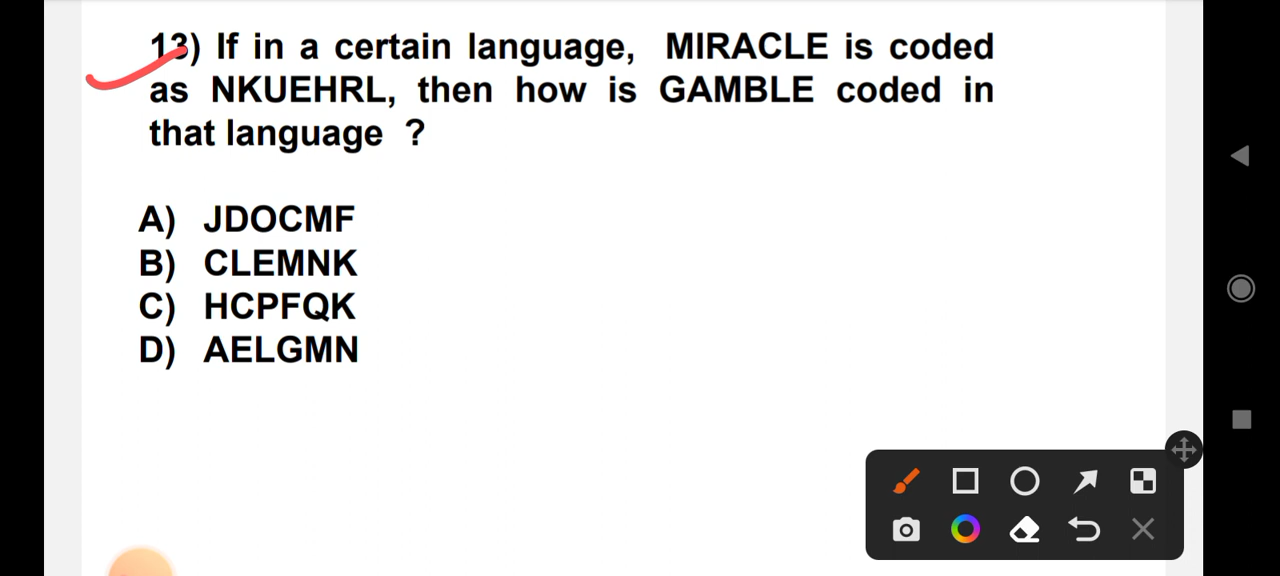 13) If in a certain language, MIRACLE is coded
as NKUEHRL, then how is GAMBLE coded in
that language ?
A) JDOCMF
B) CLEMNK
C) HCPFQK
D) AELGMN